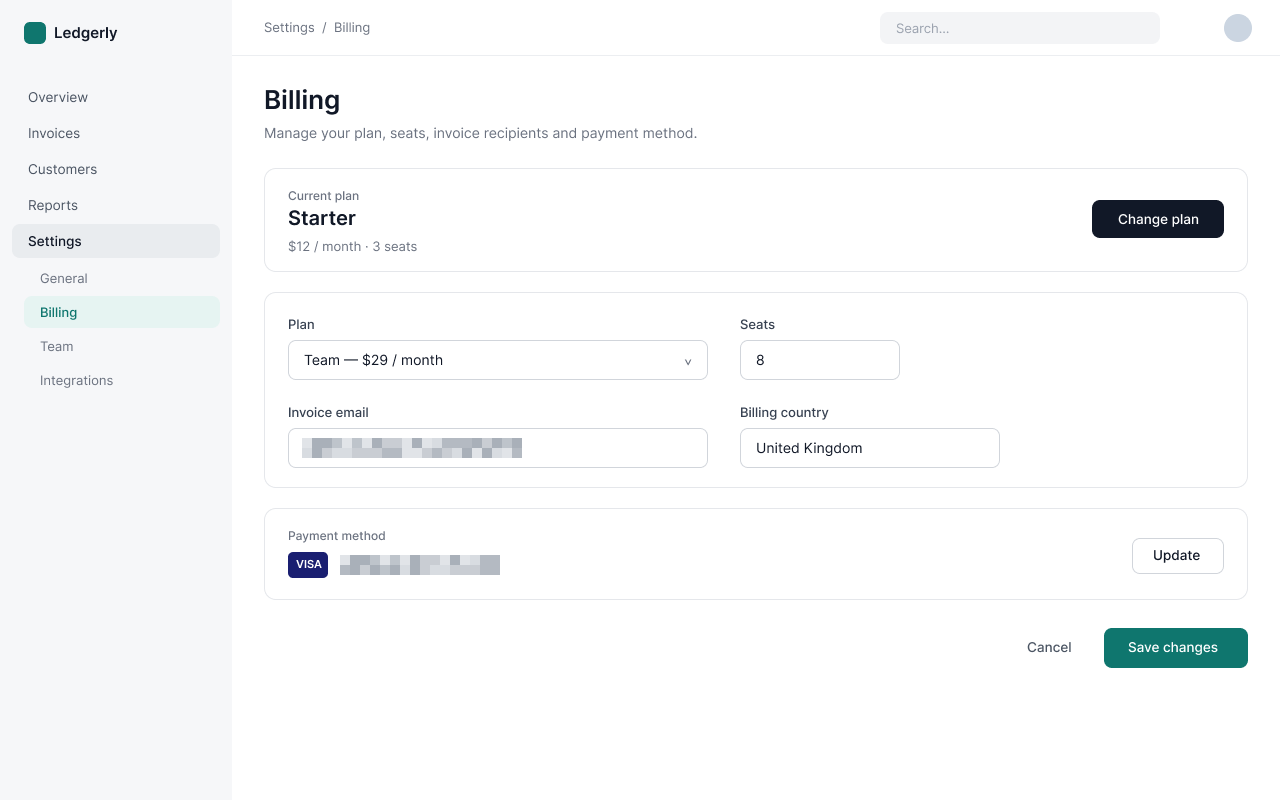 Ledgerly
Settings / Billing
Search...
Overview
Invoices
Customers
Reports
Settings
General
Billing
Team
Integrations
Billing
Manage your plan, seats, invoice recipients and payment method.
Current plan
Starter
$12 / month · 3 seats
Change plan
Plan
Seats
Team — $29 / month
8
Invoice email
Billing country
United Kingdom
Payment method
VISA
Update
Cancel
Save changes